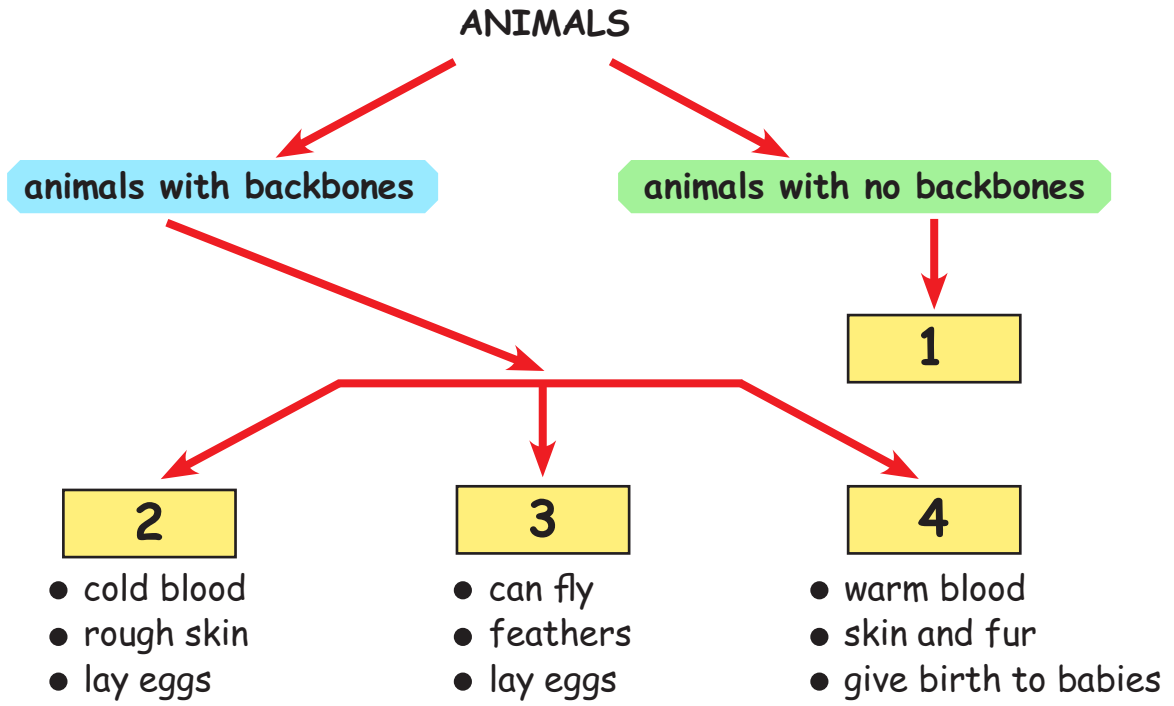 ANIMALS
animals with backbones
animals with no backbones
1
2
3
4
• cold blood
• rough skin
• lay eggs
• can fly
• feathers
• lay eggs
• warm blood
• skin and fur
• give birth to babies